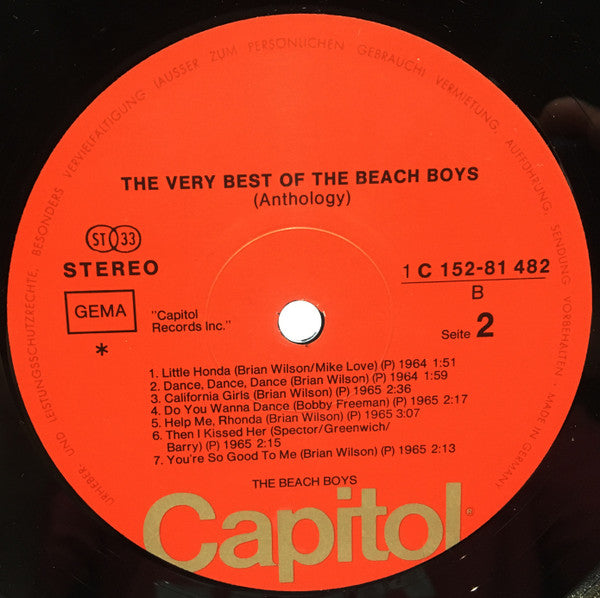 URHEBER UND LEISTUNGSSCHUTZRECHTE, BESONDERS VERVIELFÄLTIGUNG (AUSSER ZUM PERSÖNLICHEN GEBRAUCH) VERMIETUNG, AUFFÜHRUNG, SENDUNG VORBEHALTEN · MADE IN GERMANY
THE VERY BEST OF THE BEACH BOYS
(Anthology)
ST 33
STEREO
1 C 152-81 482
B
GEMA
"Capitol
Records Inc."
Seite 2
*
1. Little Honda (Brian Wilson/Mike Love) (P) 1964 1:51
2. Dance, Dance, Dance (Brian Wilson) (P) 1964 1:59
3. California Girls (Brian Wilson) (P) 1965 2:36
4. Do You Wanna Dance (Bobby Freeman) (P) 1965 2:17
5. Help Me, Rhonda (Brian Wilson) (P) 1965 3:07
6. Then I Kissed Her (Spector/Greenwich/
Barry) (P) 1965 2:15
7. You're So Good To Me (Brian Wilson) (P) 1965 2:13
THE BEACH BOYS
Capitol®